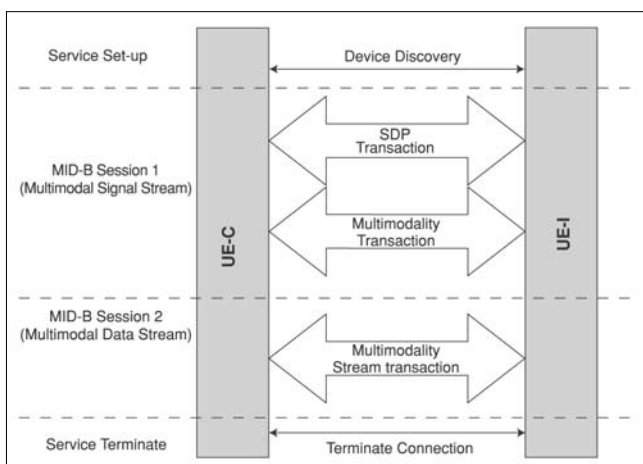 Service Set-up
Device Discovery
SDP
Transaction
MID-B Session 1
(Multimodal Signal Stream)
UE-C
UE-I
Multimodality
Transaction
MID-B Session 2
(Multimodal Data Stream)
Multimodality
Stream transaction
Service Terminate
Terminate Connection